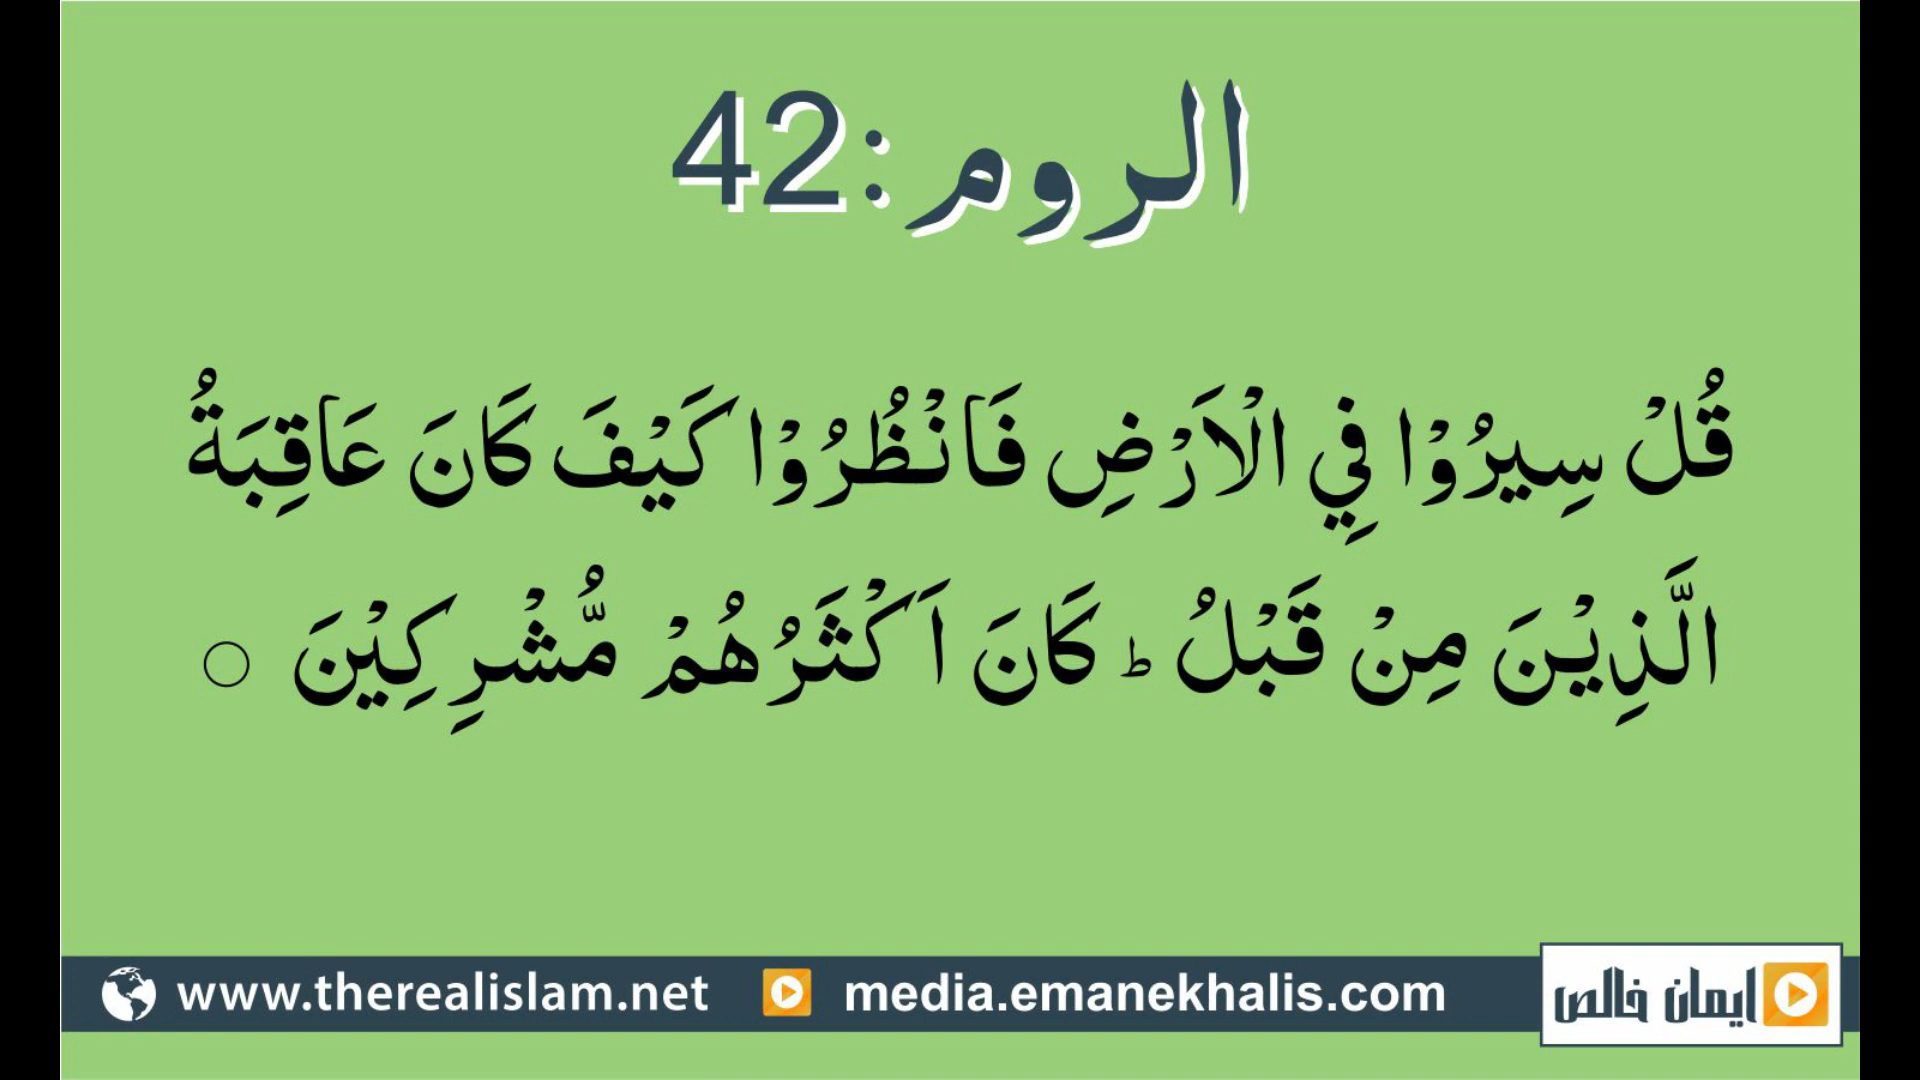 الروم:42
قُلْ سِيرُوْا فِي الْاَرْضِ فَانْظُرُوْا كَيْفَ كَانَ عَاقِبَةُ
الَّذِيْنَ مِنْ قَبْلُ ؕ كَانَ اَكْثَرُهُمْ مُّشْرِكِيْنَ ○
www.therealislam.net media.emanekhalis.com ایمان خالص